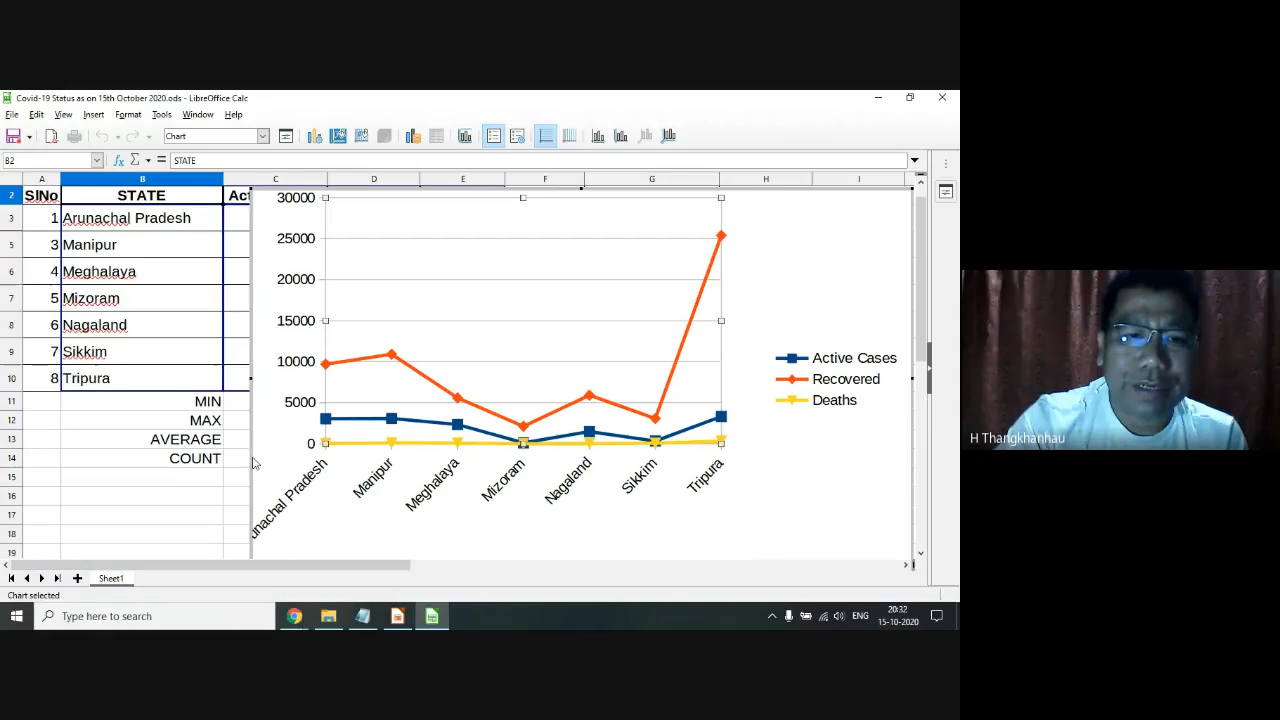 Covid-19 Status as on 15th October 2020.ods - LibreOffice Calc
File Edit View Insert Format Tools Window Help
Chart
B2 STATE
A B C D E F G H I
2 SlNo STATE Act
3 1 Arunachal Pradesh
5 3 Manipur
6 4 Meghalaya
7 5 Mizoram
8 6 Nagaland
9 7 Sikkim
10 8 Tripura
11 MIN
12 MAX
13 AVERAGE
14 COUNT
15
16
17
18
19
30000
25000
20000
15000
10000
5000
0
unachal Pradesh
Manipur
Meghalaya
Mizoram
Nagaland
Sikkim
Tripura
Active Cases
Recovered
Deaths
H Thangkhanhau
Sheet1
Chart selected
Type here to search
ENG
20:32
15-10-2020